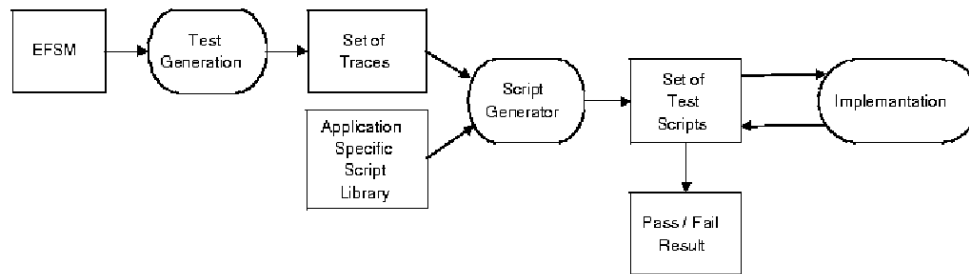 EFSM
Test
Generation
Set of
Traces
Application
Specific
Script
Library
Script
Generator
Set of
Test
Scripts
Implemantation
Pass / Fail
Result